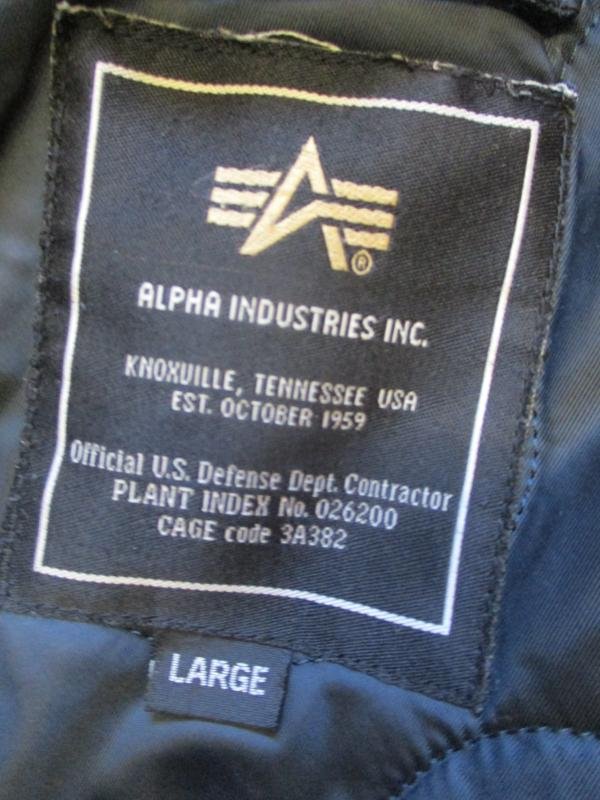 ®
ALPHA INDUSTRIES INC.
KNOXVILLE, TENNESSEE USA
EST. OCTOBER 1959
Official U.S. Defense Dept. Contractor
PLANT INDEX No. 026200
CAGE code 3A382
LARGE